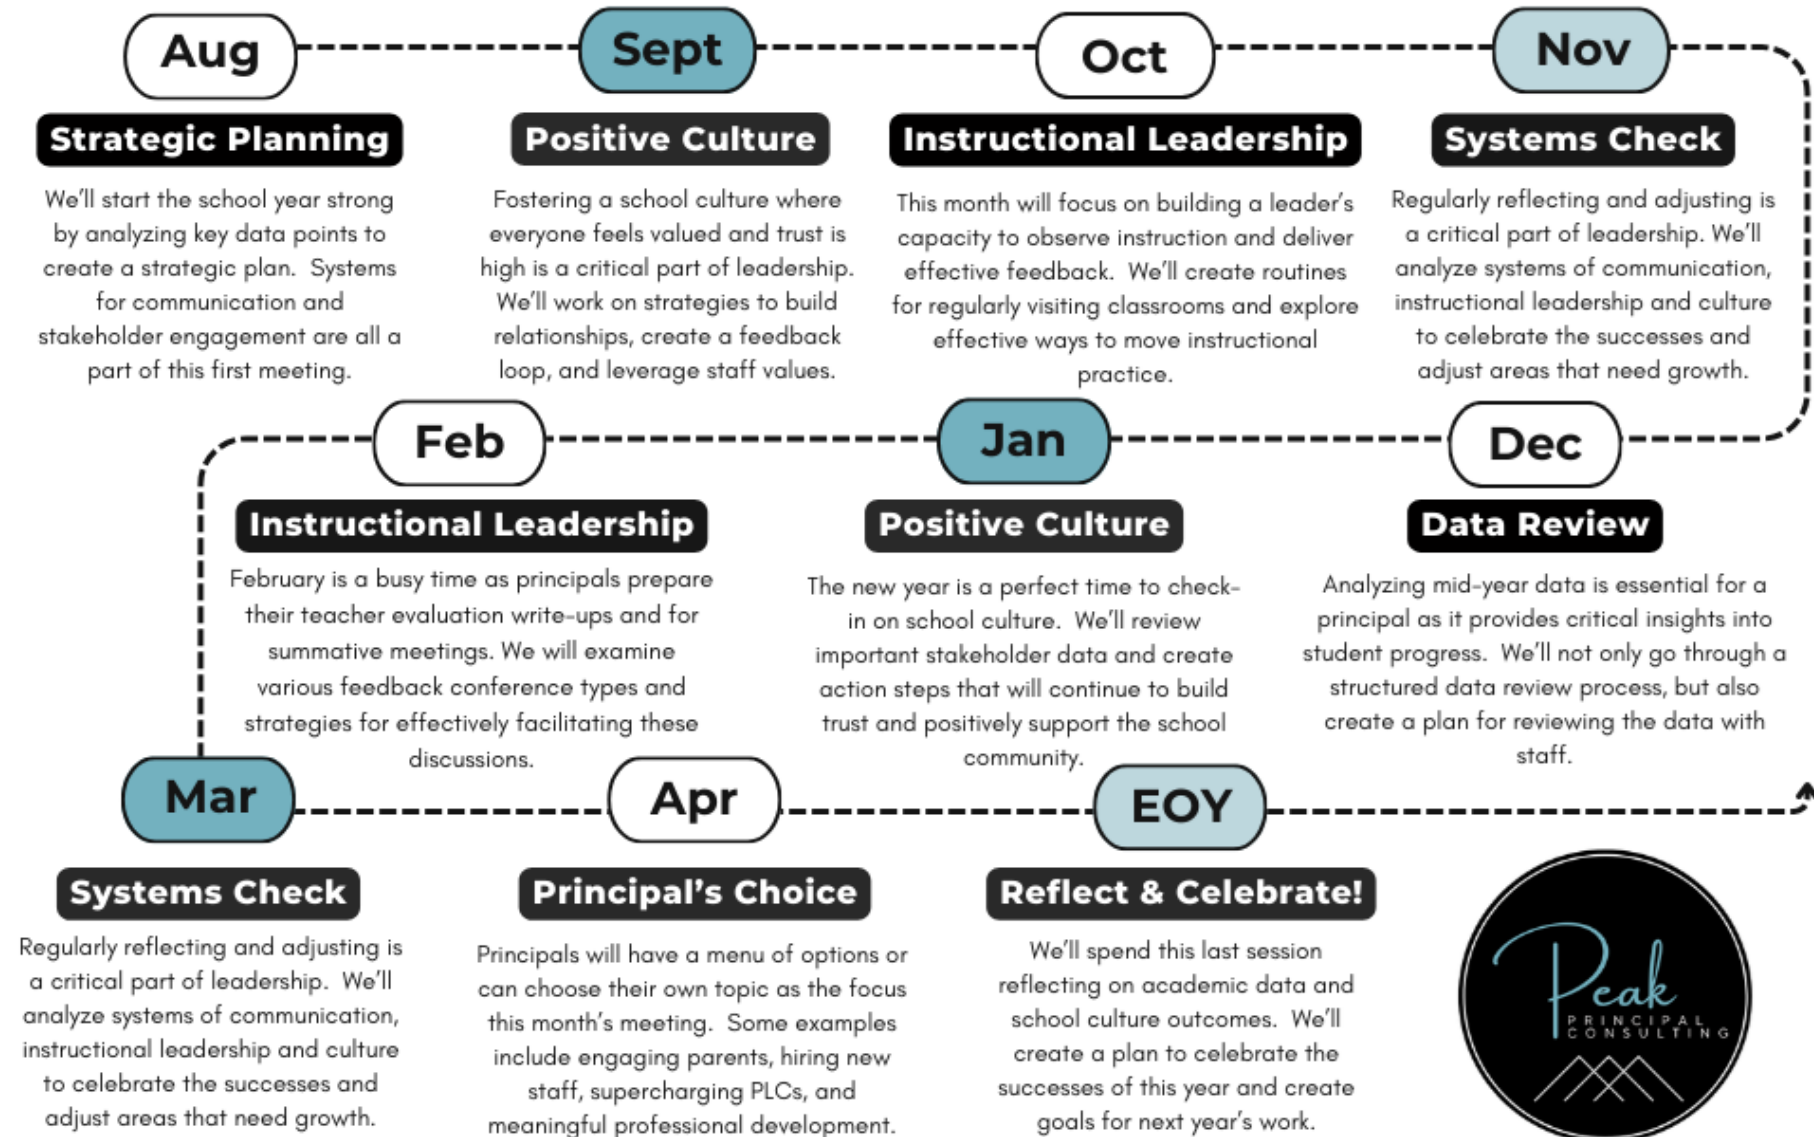 Aug
Strategic Planning
We'll start the school year strong
by analyzing key data points to
create a strategic plan.  Systems
for communication and
stakeholder engagement are all a
part of this first meeting.
Sept
Positive Culture
Fostering a school culture where
everyone feels valued and trust is
high is a critical part of leadership.
We'll work on strategies to build
relationships, create a feedback
loop, and leverage staff values.
Oct
Instructional Leadership
This month will focus on building a leader's
capacity to observe instruction and deliver
effective feedback.  We'll create routines
for regularly visiting classrooms and explore
effective ways to move instructional
practice.
Nov
Systems Check
Regularly reflecting and adjusting is
a critical part of leadership. We'll
analyze systems of communication,
instructional leadership and culture
to celebrate the successes and
adjust areas that need growth.
Dec
Data Review
Analyzing mid-year data is essential for a
principal as it provides critical insights into
student progress.  We'll not only go through a
structured data review process, but also
create a plan for reviewing the data with
staff.
Jan
Positive Culture
The new year is a perfect time to check-
in on school culture.  We'll review
important stakeholder data and create
action steps that will continue to build
trust and positively support the school
community.
Feb
Instructional Leadership
February is a busy time as principals prepare
their teacher evaluation write-ups and for
summative meetings. We will examine
various feedback conference types and
strategies for effectively facilitating these
discussions.
Mar
Systems Check
Regularly reflecting and adjusting is
a critical part of leadership.  We'll
analyze systems of communication,
instructional leadership and culture
to celebrate the successes and
adjust areas that need growth.
Apr
Principal's Choice
Principals will have a menu of options or
can choose their own topic as the focus
this month's meeting.  Some examples
include engaging parents, hiring new
staff, supercharging PLCs, and
meaningful professional development.
EOY
Reflect & Celebrate!
We'll spend this last session
reflecting on academic data and
school culture outcomes.  We'll
create a plan to celebrate the
successes of this year and create
goals for next year's work.
Peak
PRINCIPAL
CONSULTING